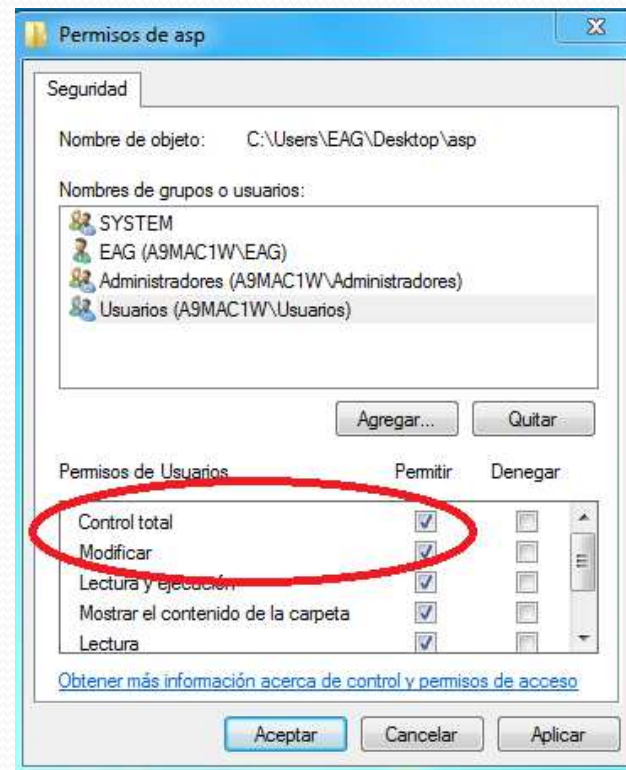 Permisos de asp
Seguridad
Nombre de objeto: C:\Users\EAG\Desktop\asp
Nombres de grupos o usuarios:
SYSTEM
EAG (A9MAC1W\EAG)
Administradores (A9MAC1W\Administradores)
Usuarios (A9MAC1W\Usuarios)
Agregar... Quitar
Permisos de Usuarios Permitir Denegar
Control total
Modificar
Lectura y ejecución
Mostrar el contenido de la carpeta
Lectura
Obtener más información acerca de control y permisos de acceso
Aceptar Cancelar Aplicar